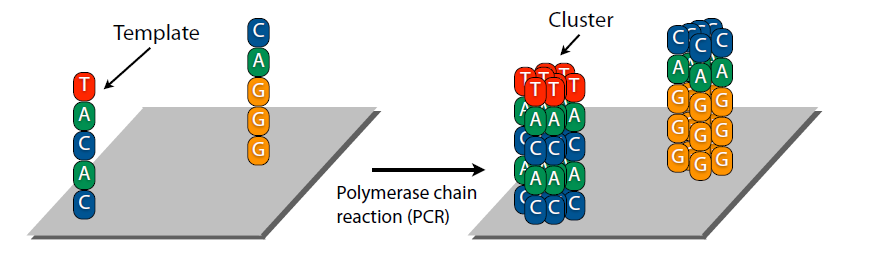 Template
T
A
C
A
C
C
A
G
G
G
Polymerase chain
reaction (PCR)
Cluster
T T T T T T
A A A A
C C C C
A A A A
C C C C
C C C
A A A
G G G
G G G
G G G